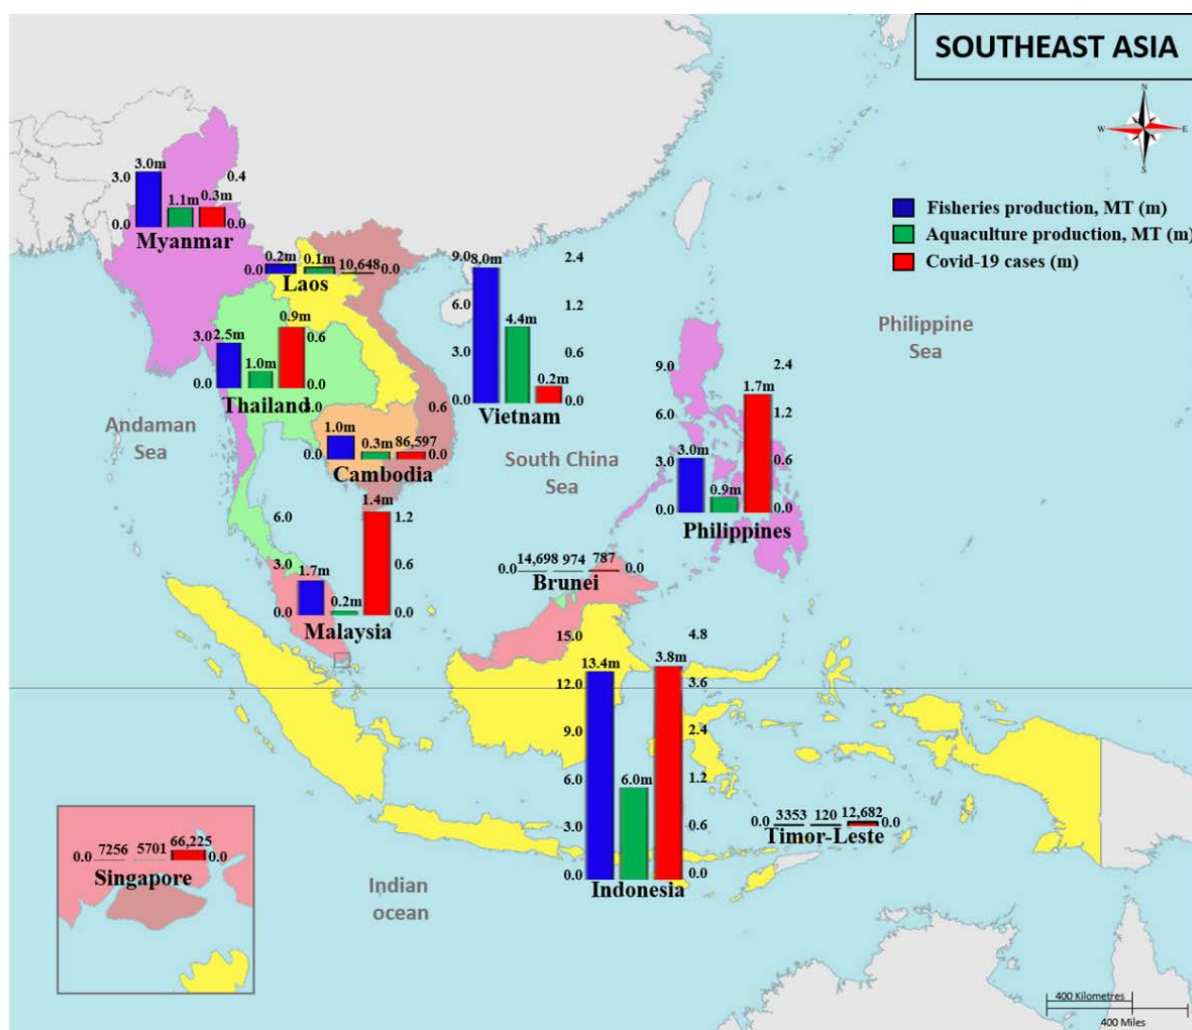 SOUTHEAST ASIA
N
W E
S
Fisheries production, MT (m)
Aquaculture production, MT (m)
Covid-19 cases (m)
3.0m
3.0 0.4
1.1m 0.3m
0.0 0.0
Myanmar
0.2m 0.1m 10,648
0.0 0.0
Laos
9.0 8.0m 2.4
6.0 4.4m 1.2
3.0 0.6
0.2m
0.0 0.0
Vietnam
0.9m
3.0 2.5m 0.6
1.0m
0.0 0.0
Thailand
3.0 0.6
1.0m 0.3m 86,597
0.0 0.0
Cambodia
Philippine
Sea
Andaman
Sea
South China
Sea
9.0 2.4
1.7m
6.0 1.2
3.0 3.0m 0.6
0.9m
0.0 0.0
Philippines
1.4m
6.0 1.2
3.0 1.7m 0.6
0.2m
0.0 0.0
Malaysia
14,698 974 787
0.0 0.0
Brunei
15.0 4.8
13.4m 3.8m
12.0 3.6
9.0 2.4
6.0 6.0m 1.2
3.0 0.6
0.0 0.0
Indonesia
3353 120 12,682
0.0 0.0
Timor-Leste
7256 5701 66,225
0.0 0.0
Singapore
Indian
ocean
400 Kilometres
400 Miles